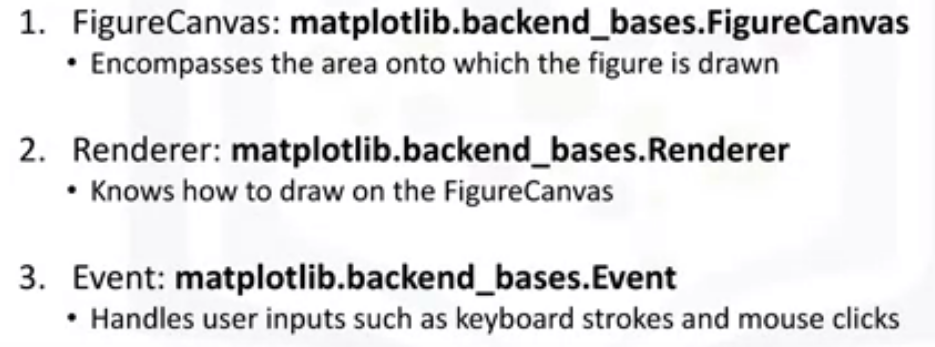 1. FigureCanvas: matplotlib.backend_bases.FigureCanvas
• Encompasses the area onto which the figure is drawn
2. Renderer: matplotlib.backend_bases.Renderer
• Knows how to draw on the FigureCanvas
3. Event: matplotlib.backend_bases.Event
• Handles user inputs such as keyboard strokes and mouse clicks